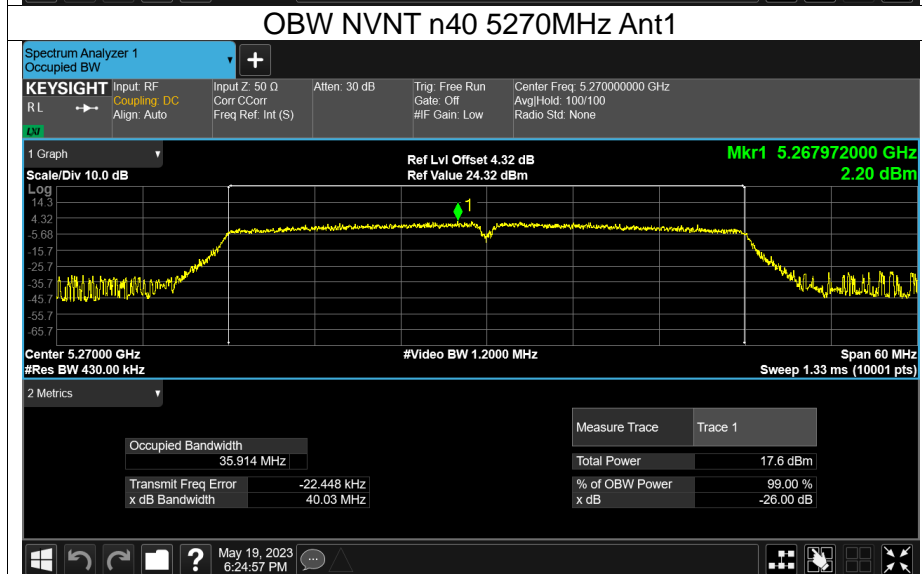 OBW NVNT n40 5270MHz Ant1
Spectrum Analyzer 1
Occupied BW
KEYSIGHT
R L
LXI
Input: RF
Coupling: DC
Align: Auto
Input Z: 50 Ω
Corr CCorr
Freq Ref: Int (S)
Atten: 30 dB
Trig: Free Run
Gate: Off
#IF Gain: Low
Center Freq: 5.270000000 GHz
Avg|Hold: 100/100
Radio Std: None
1 Graph
Scale/Div 10.0 dB
Ref Lvl Offset 4.32 dB
Ref Value 24.32 dBm
Mkr1 5.267972000 GHz
2.20 dBm
Log
14.3
4.32
-5.68
-15.7
-25.7
-35.7
-45.7
-55.7
-65.7
1
Center 5.27000 GHz
#Res BW 430.00 kHz
#Video BW 1.2000 MHz
Span 60 MHz
Sweep 1.33 ms (10001 pts)
2 Metrics
Occupied Bandwidth
35.914 MHz
Transmit Freq Error -22.448 kHz
x dB Bandwidth 40.03 MHz
Measure Trace Trace 1
Total Power 17.6 dBm
% of OBW Power 99.00 %
x dB -26.00 dB
?
May 19, 2023
6:24:57 PM